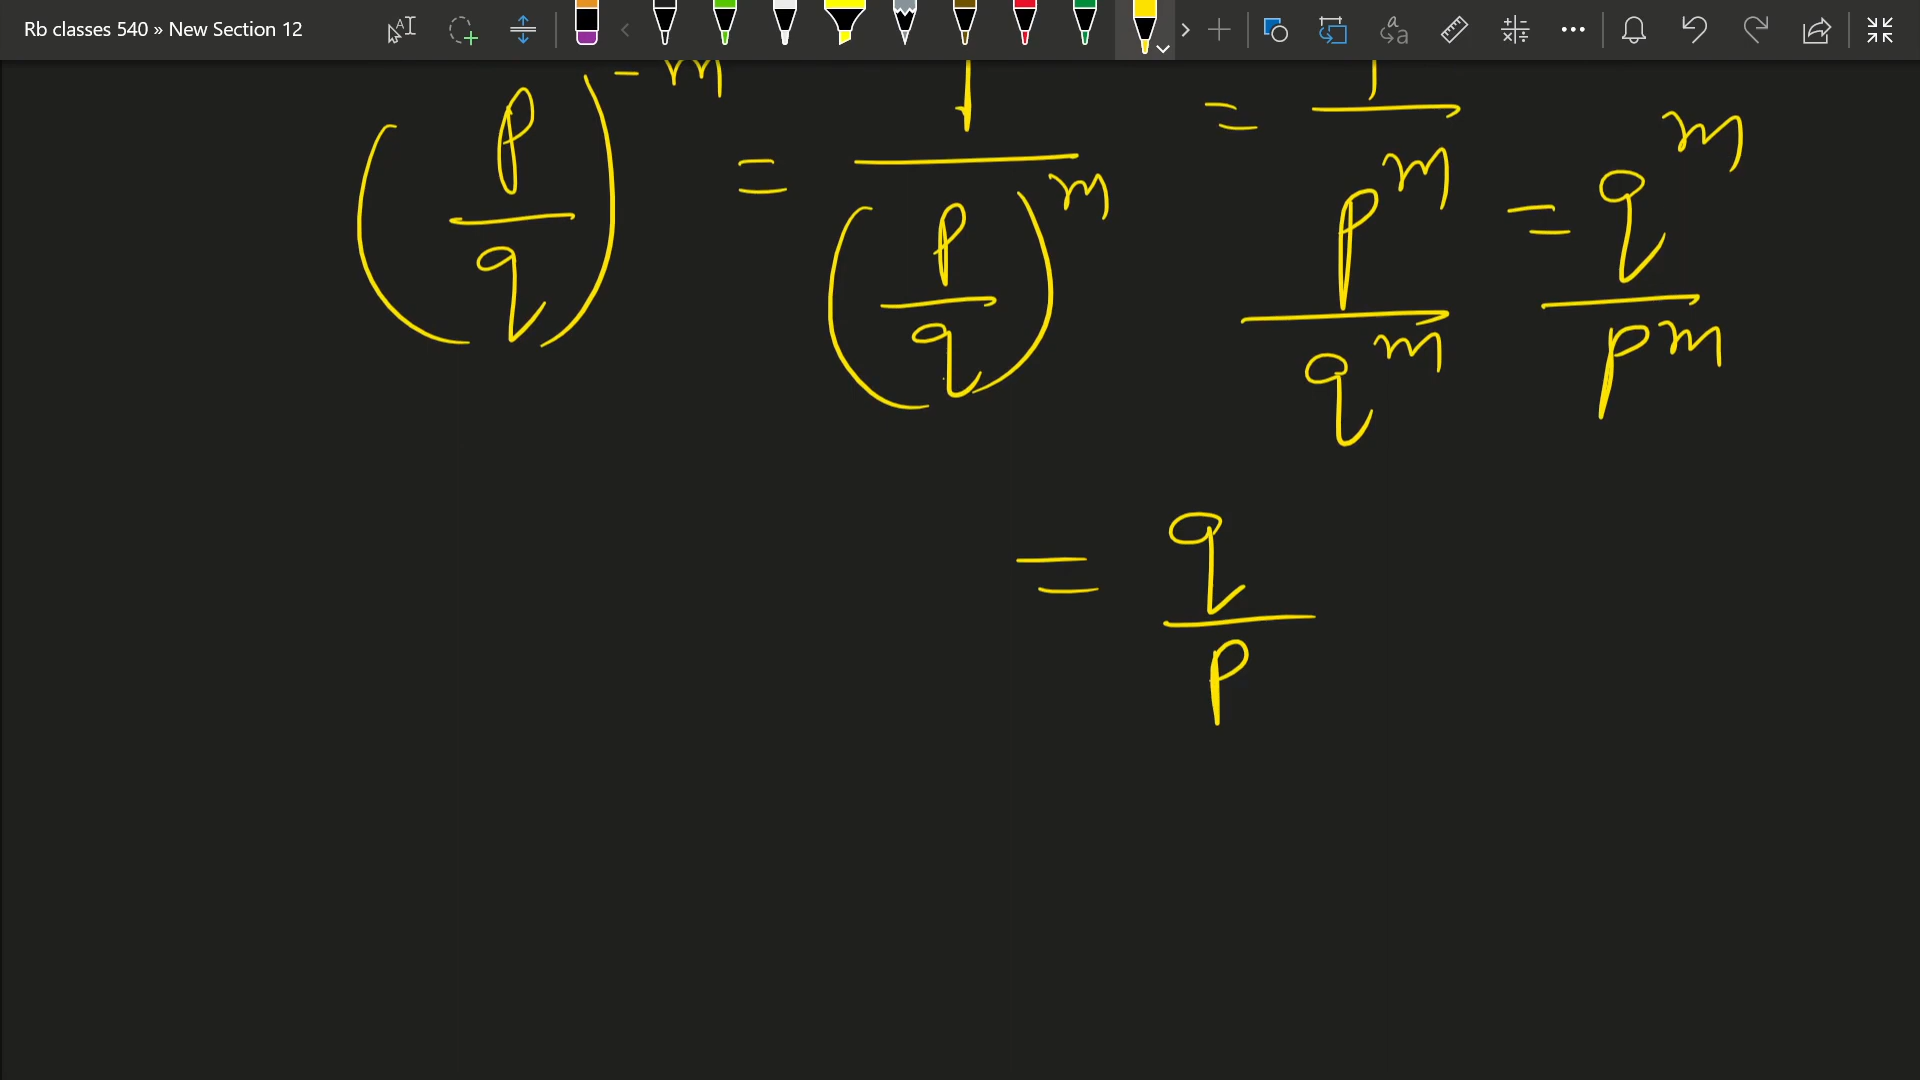 Rb classes 540 » New Section 12
(p/q)^-m = 1/(p/q)^m = 1/(p^m/q^m) = q^m/p^m
= q/p